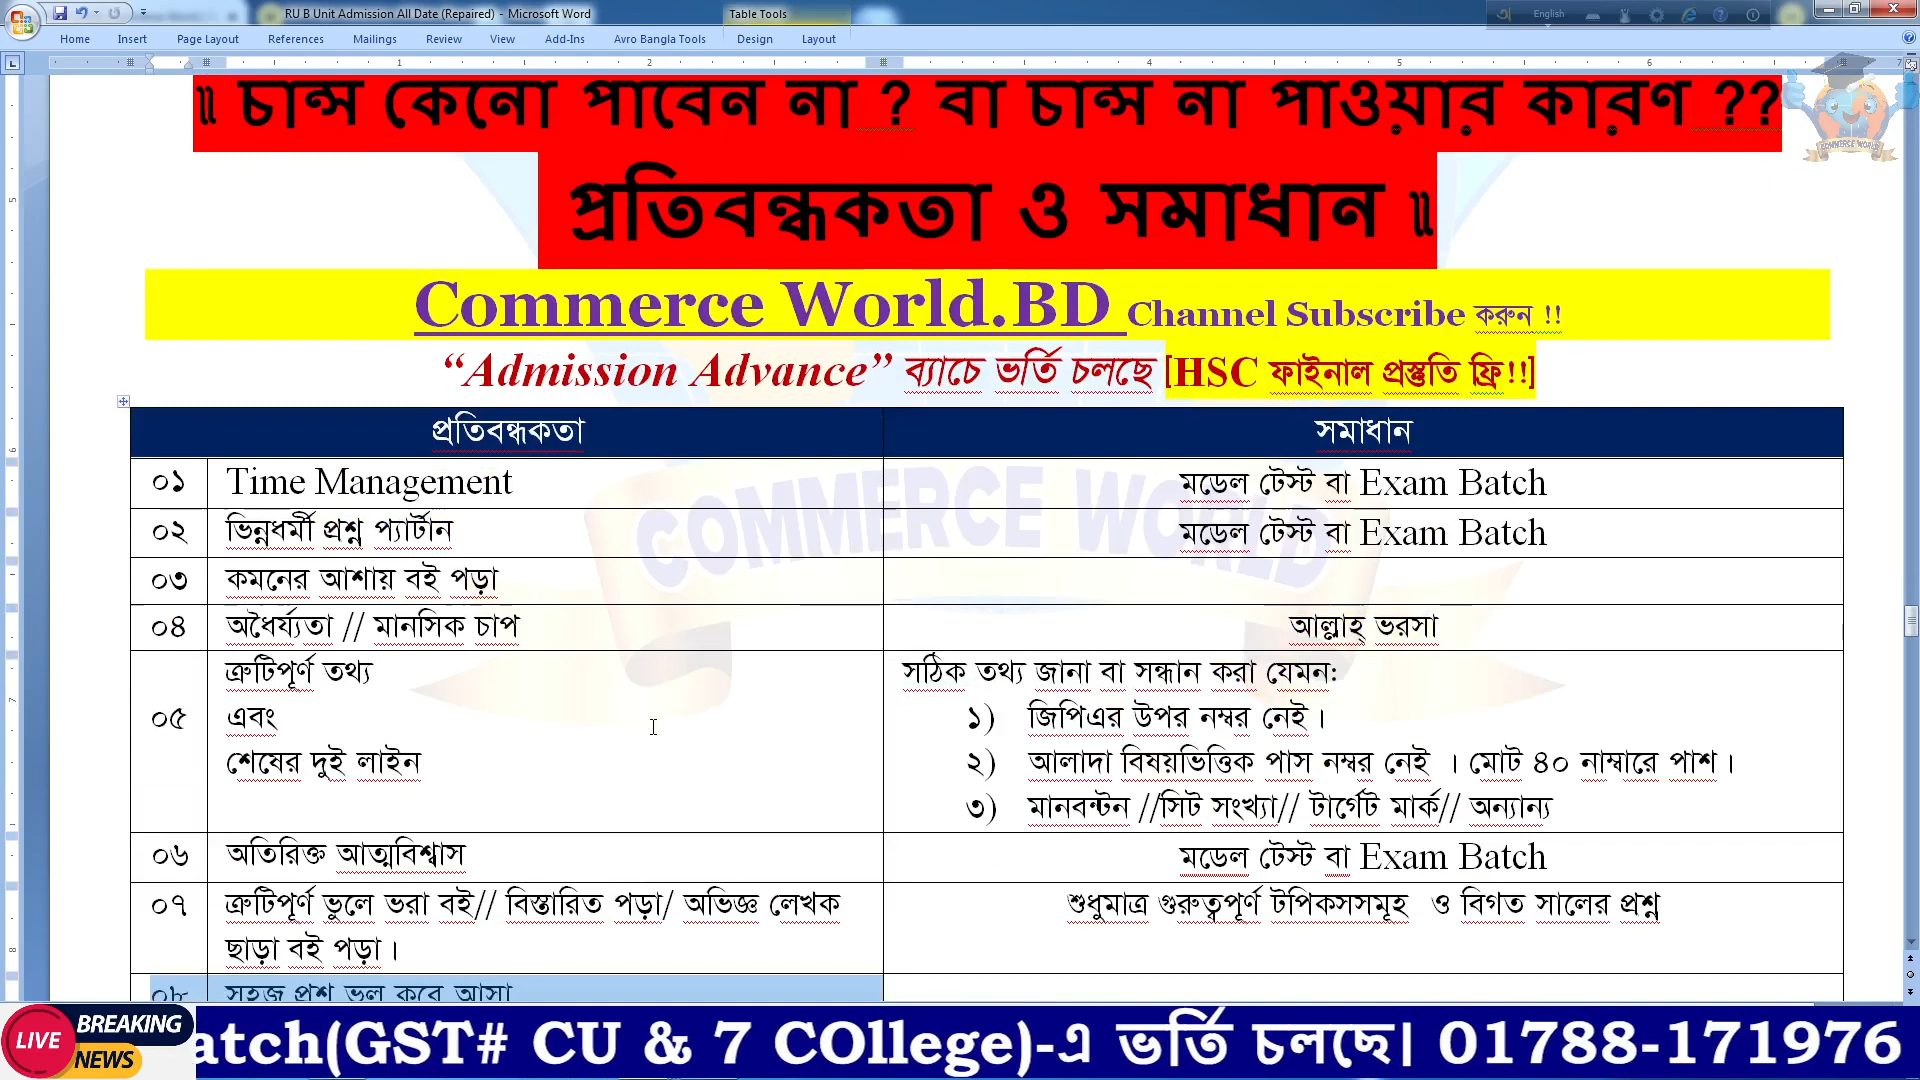 RU B Unit Admission All Date (Repaired) - Microsoft Word
Table Tools
English
Home Insert Page Layout References Mailings Review View Add-Ins Avro Bangla Tools Design Layout
॥ চান্স কেনো পাবেন না ? বা চান্স না পাওয়ার কারণ ??
প্রতিবন্ধকতা ও সমাধান ॥
Commerce World.BD Channel Subscribe করুন !!
“Admission Advance” ব্যাচে ভর্তি চলছে [HSC ফাইনাল প্রস্তুতি ফ্রি!!]
প্রতিবন্ধকতা সমাধান
০১ Time Management মডেল টেস্ট বা Exam Batch
০২ ভিন্নধর্মী প্রশ্ন প্যার্টান মডেল টেস্ট বা Exam Batch
০৩ কমনের আশায় বই পড়া
০৪ অধৈর্য্যতা // মানসিক চাপ আল্লাহ্ ভরসা
০৫ ত্রুটিপূর্ণ তথ্য
এবং
শেষের দুই লাইন
সঠিক তথ্য জানা বা সন্ধান করা যেমন:
১) জিপিএর উপর নম্বর নেই।
২) আলাদা বিষয়ভিত্তিক পাস নম্বর নেই । মোট ৪০ নাম্বারে পাশ।
৩) মানবন্টন //সিট সংখ্যা// টার্গেট মার্ক// অন্যান্য
০৬ অতিরিক্ত আত্মবিশ্বাস মডেল টেস্ট বা Exam Batch
০৭ ত্রুটিপূর্ণ ভুলে ভরা বই// বিস্তারিত পড়া/ অভিজ্ঞ লেখক
ছাড়া বই পড়া।
শুধুমাত্র গুরুত্বপূর্ণ টপিকসসমূহ ও বিগত সালের প্রশ্ন
০৮ সহজ প্রশ্ন ভুল করে আসা
COMMERCE WORLD
COMMERCE WORLD
LIVE BREAKING NEWS
atch(GST# CU & 7 COllege)-এ ভর্তি চলছে। 01788-171976